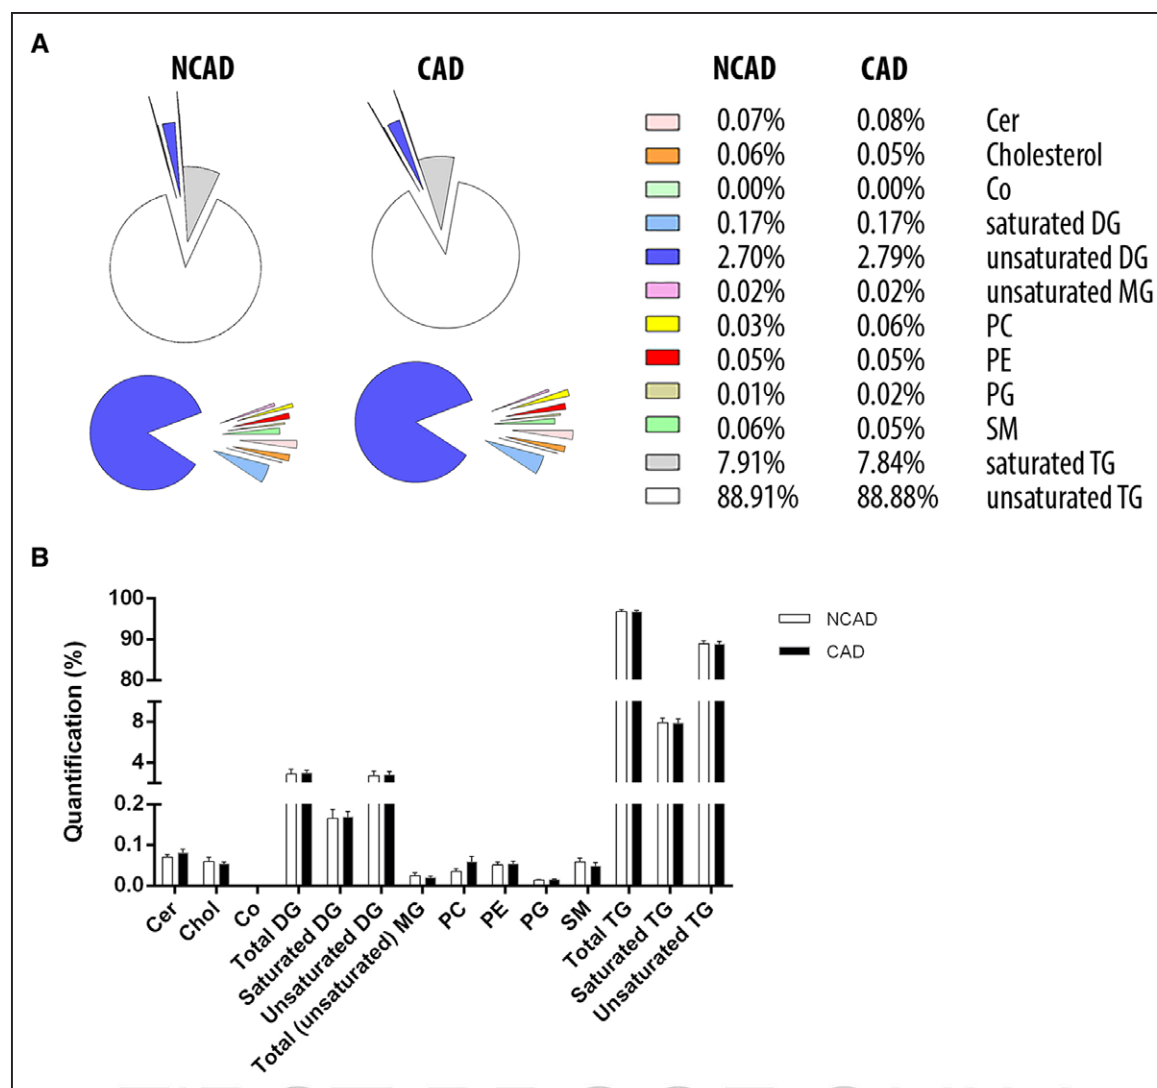 A
NCAD CAD NCAD CAD
0.07% 0.08% Cer
0.06% 0.05% Cholesterol
0.00% 0.00% Co
0.17% 0.17% saturated DG
2.70% 2.79% unsaturated DG
0.02% 0.02% unsaturated MG
0.03% 0.06% PC
0.05% 0.05% PE
0.01% 0.02% PG
0.06% 0.05% SM
7.91% 7.84% saturated TG
88.91% 88.88% unsaturated TG
B
Quantification (%)
100
90
80
8
4
0.2
0.1
0.0
NCAD
CAD
Cer
Chol
Co
Total DG
Saturated DG
Unsaturated DG
Total (unsaturated) MG
PC
PE
PG
SM
Total TG
Saturated TG
Unsaturated TG